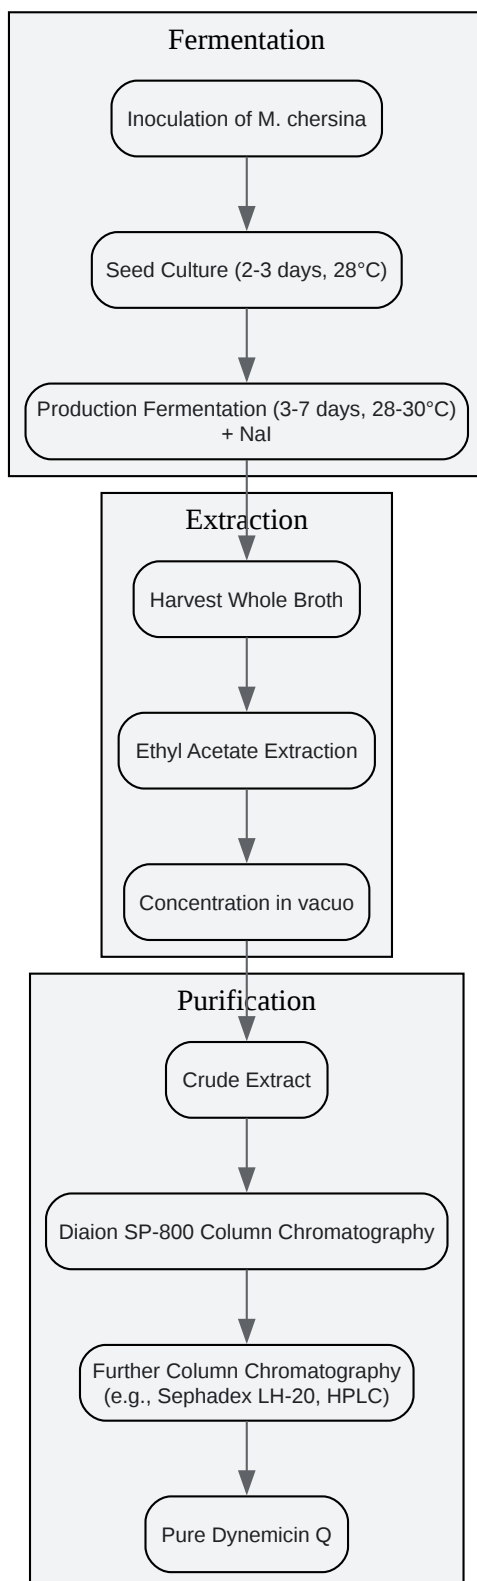 Fermentation
Inoculation of M. chersina
Seed Culture (2-3 days, 28°C)
Production Fermentation (3-7 days, 28-30°C)
+ NaI
Extraction
Harvest Whole Broth
Ethyl Acetate Extraction
Concentration in vacuo
Purification
Crude Extract
Diaion SP-800 Column Chromatography
Further Column Chromatography
(e.g., Sephadex LH-20, HPLC)
Pure Dynemicin Q